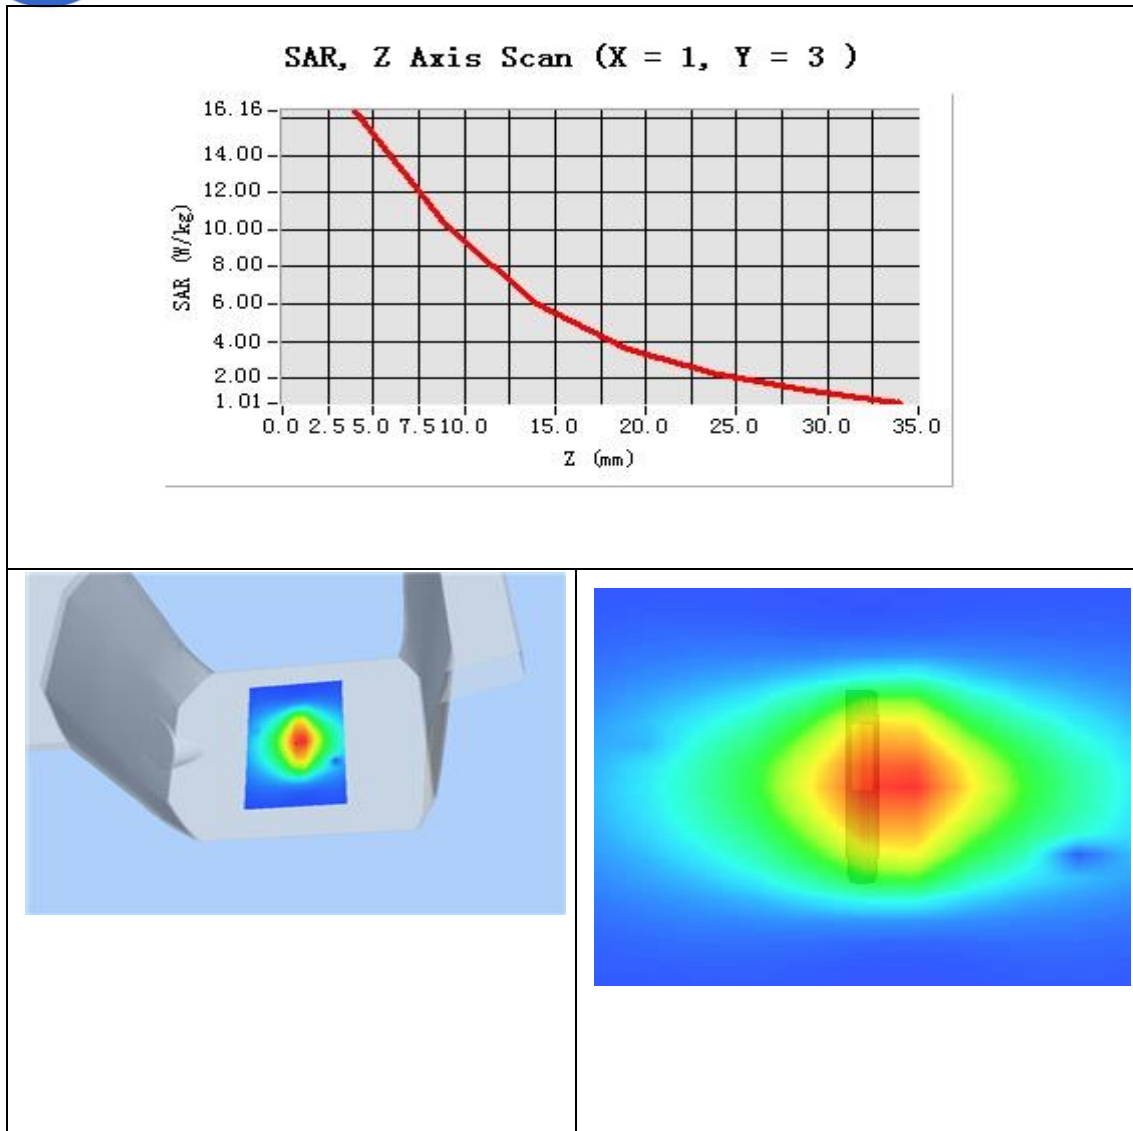 SAR, Z Axis Scan (X = 1, Y = 3 )
16.16
14.00
12.00
10.00
8.00
6.00
4.00
2.00
1.01
SAR (W/kg)
0.0 2.5 5.0 7.5 10.0 15.0 20.0 25.0 30.0 35.0
Z (mm)